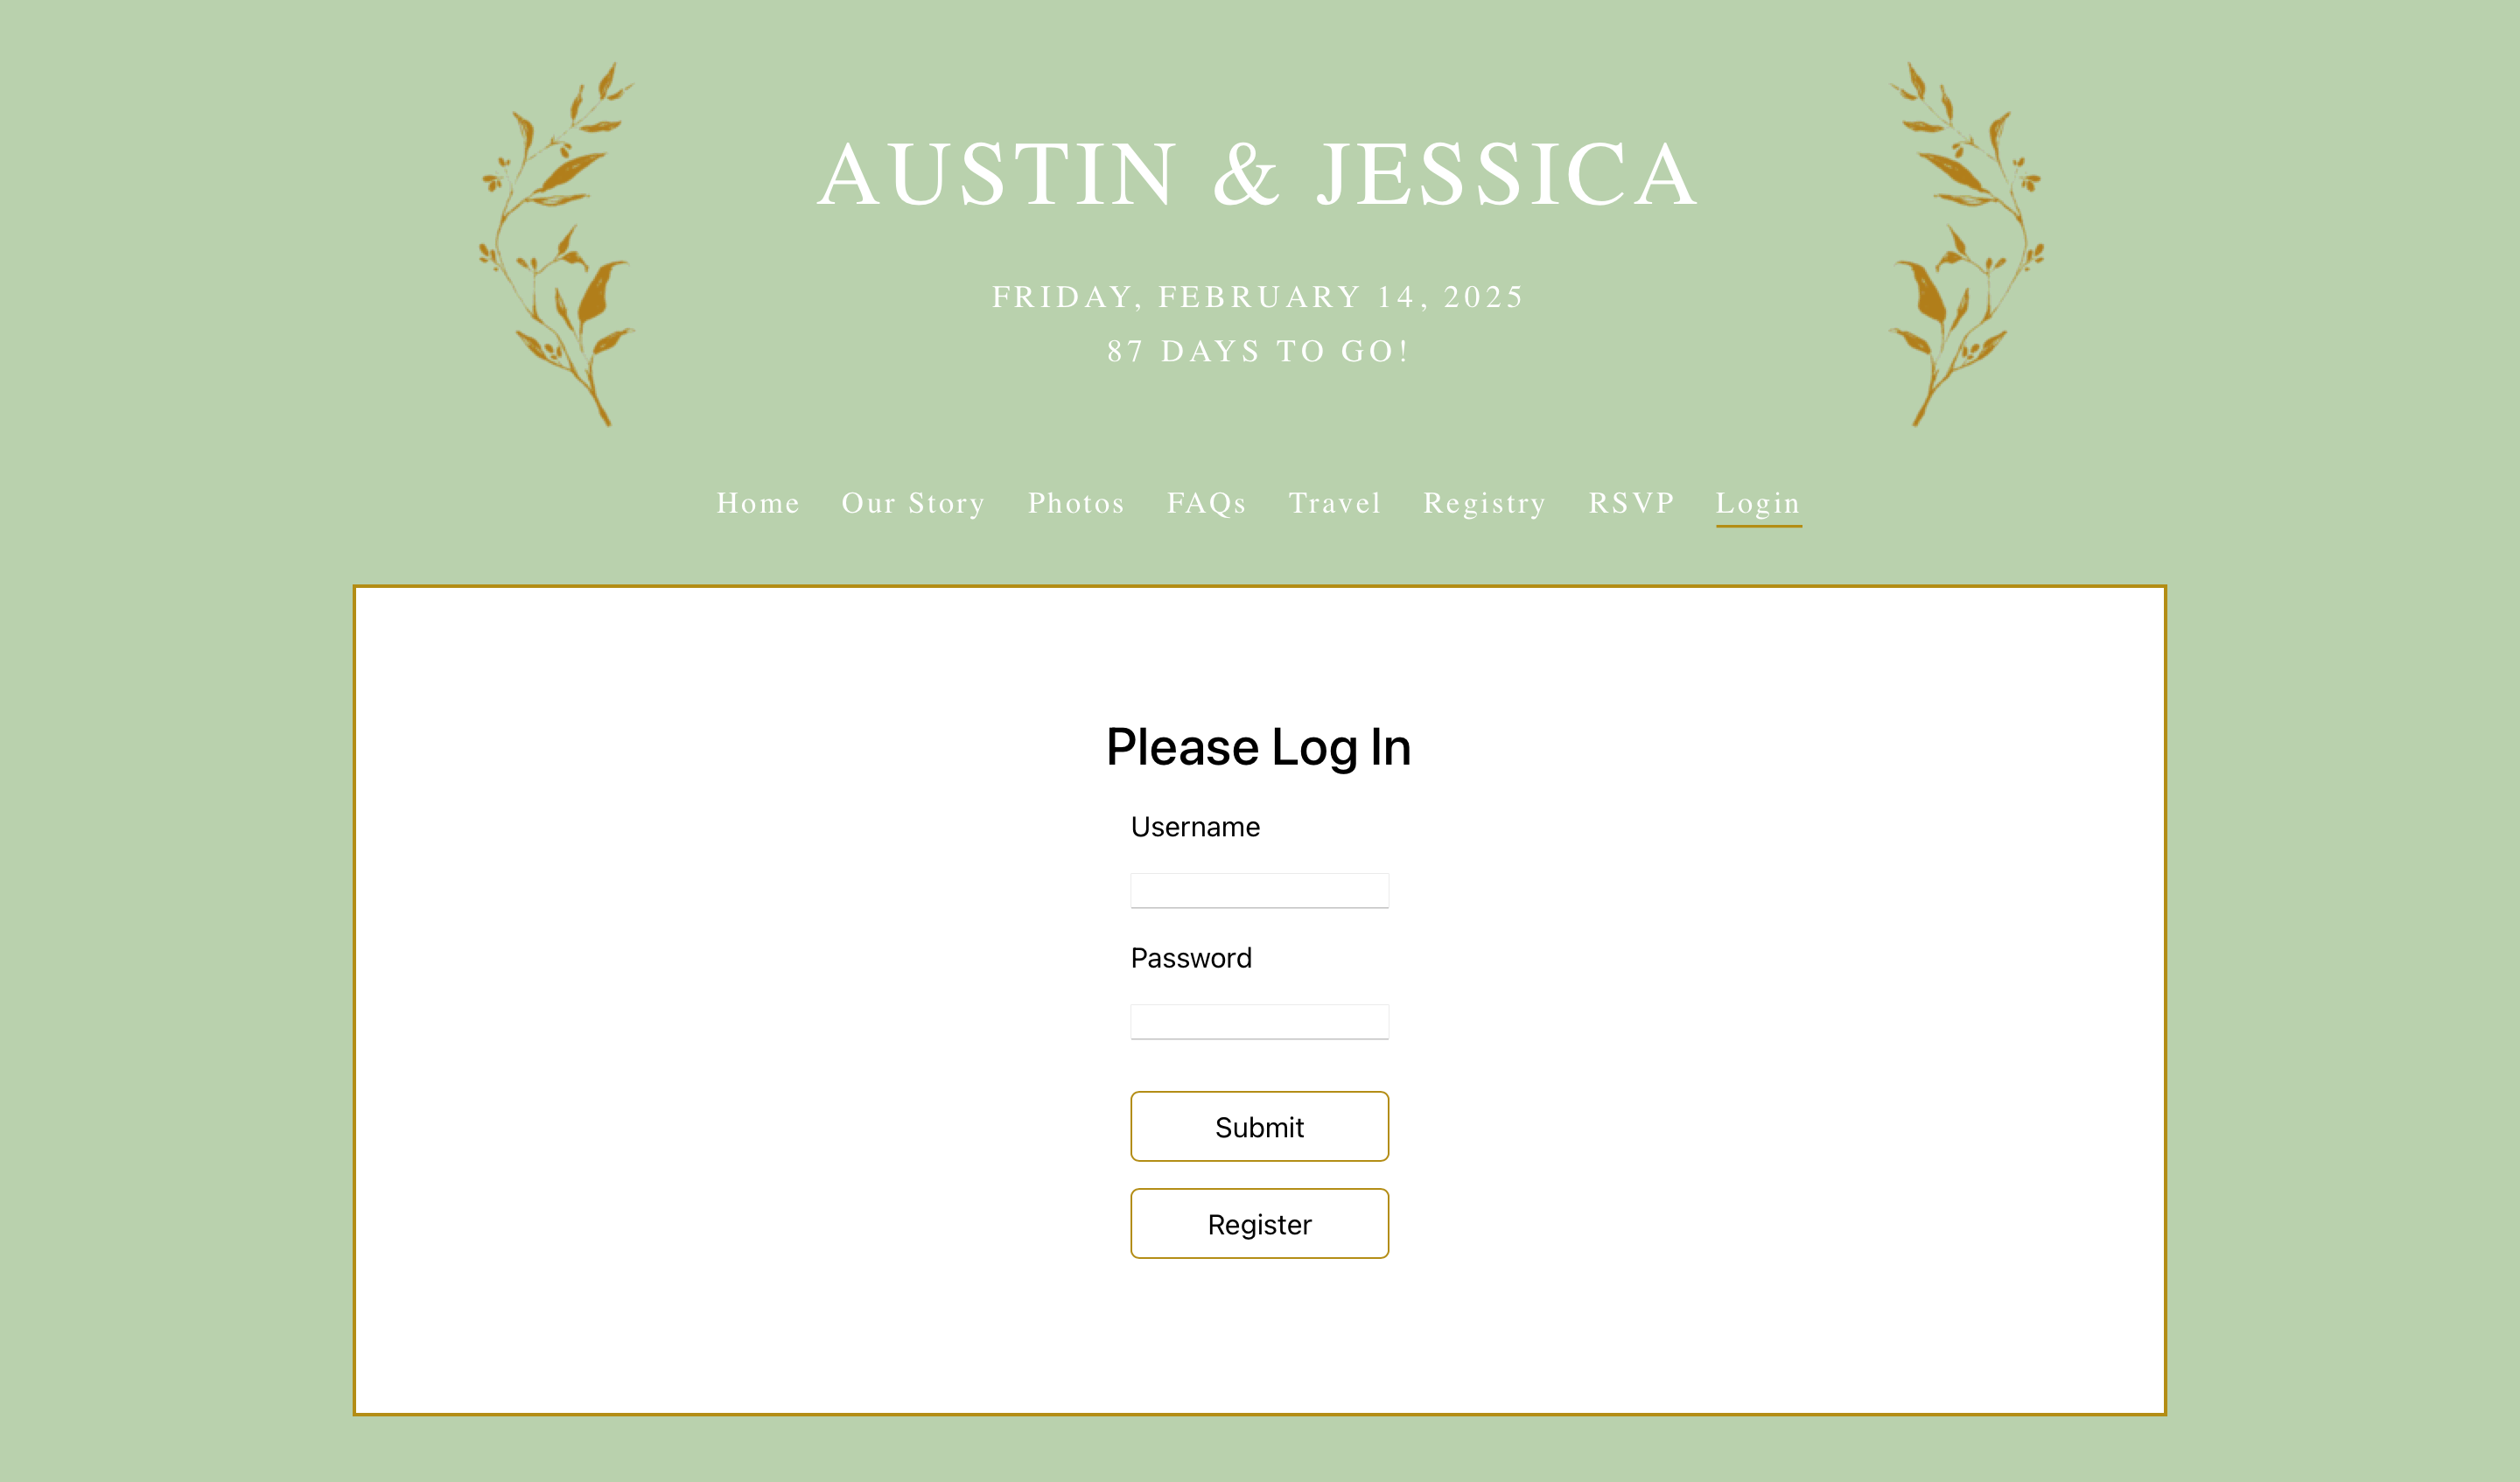 AUSTIN & JESSICA
FRIDAY, FEBRUARY 14, 2025
87 DAYS TO GO!
Home Our Story Photos FAQs Travel Registry RSVP Login
Please Log In
Username
Password
Submit
Register